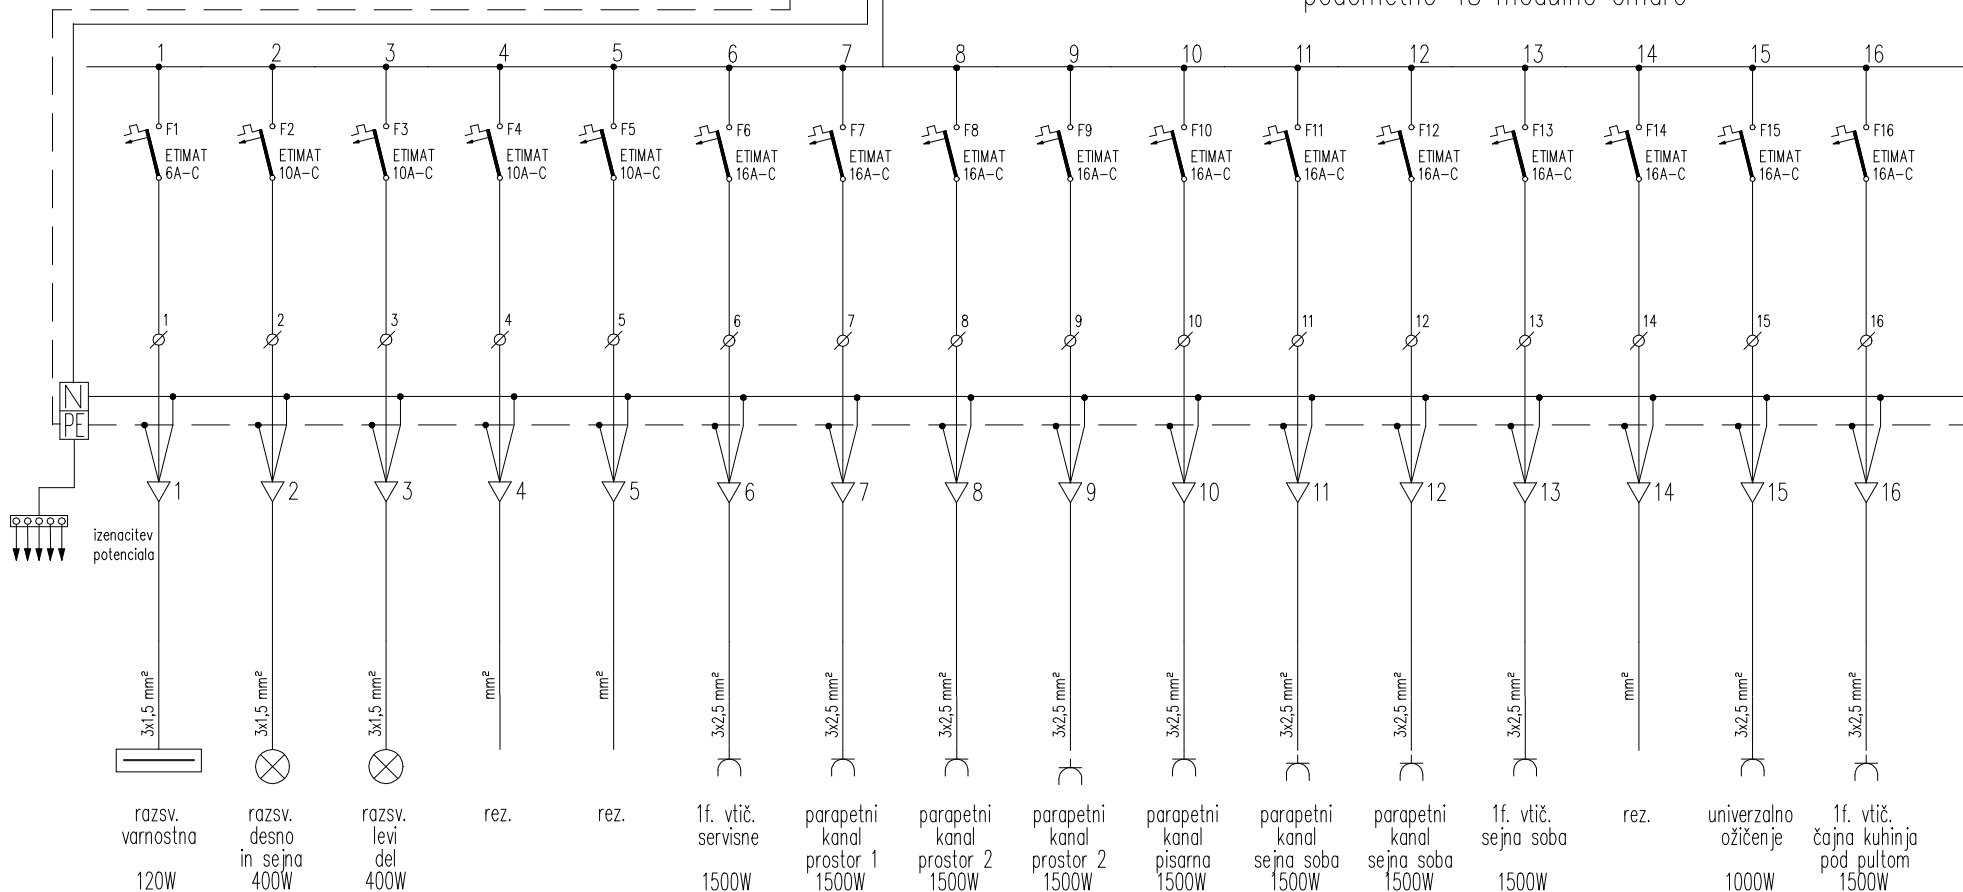 1 2 3 4 5 6 7 8 9 10 11 12 13 14 15 16
F1 F2 F3 F4 F5 F6 F7 F8 F9 F10 F11 F12 F13 F14 F15 F16
ETIMAT ETIMAT ETIMAT ETIMAT ETIMAT ETIMAT ETIMAT ETIMAT ETIMAT ETIMAT ETIMAT ETIMAT ETIMAT ETIMAT ETIMAT ETIMAT
6A-C 10A-C 10A-C 10A-C 10A-C 16A-C 16A-C 16A-C 16A-C 16A-C 16A-C 16A-C 16A-C 16A-C 16A-C 16A-C
1 2 3 4 5 6 7 8 9 10 11 12 13 14 15 16
N
PE
1 2 3 4 5 6 7 8 9 10 11 12 13 14 15 16
izenacitev
potenciala
3x1,5 mm² 3x1,5 mm² 3x1,5 mm² mm² mm² 3x2,5 mm² 3x2,5 mm² 3x2,5 mm² 3x2,5 mm² 3x2,5 mm² 3x2,5 mm² 3x2,5 mm² 3x2,5 mm² mm² 3x2,5 mm² 3x2,5 mm²
razsv.
varnostna
120W
razsv.
desno
in sejna
400W
razsv.
levi
del
400W
rez.
rez.
1f. vtič.
servisne
1500W
parapetni
kanal
prostor 1
1500W
parapetni
kanal
prostor 2
1500W
parapetni
kanal
prostor 2
1500W
parapetni
kanal
pisarna
1500W
parapetni
kanal
sejna soba
1500W
parapetni
kanal
sejna soba
1500W
1f. vtič.
sejna soba
1500W
rez.
univerzalno
ožičenje
1000W
1f. vtič.
čajna kuhinja
pod pultom
1500W